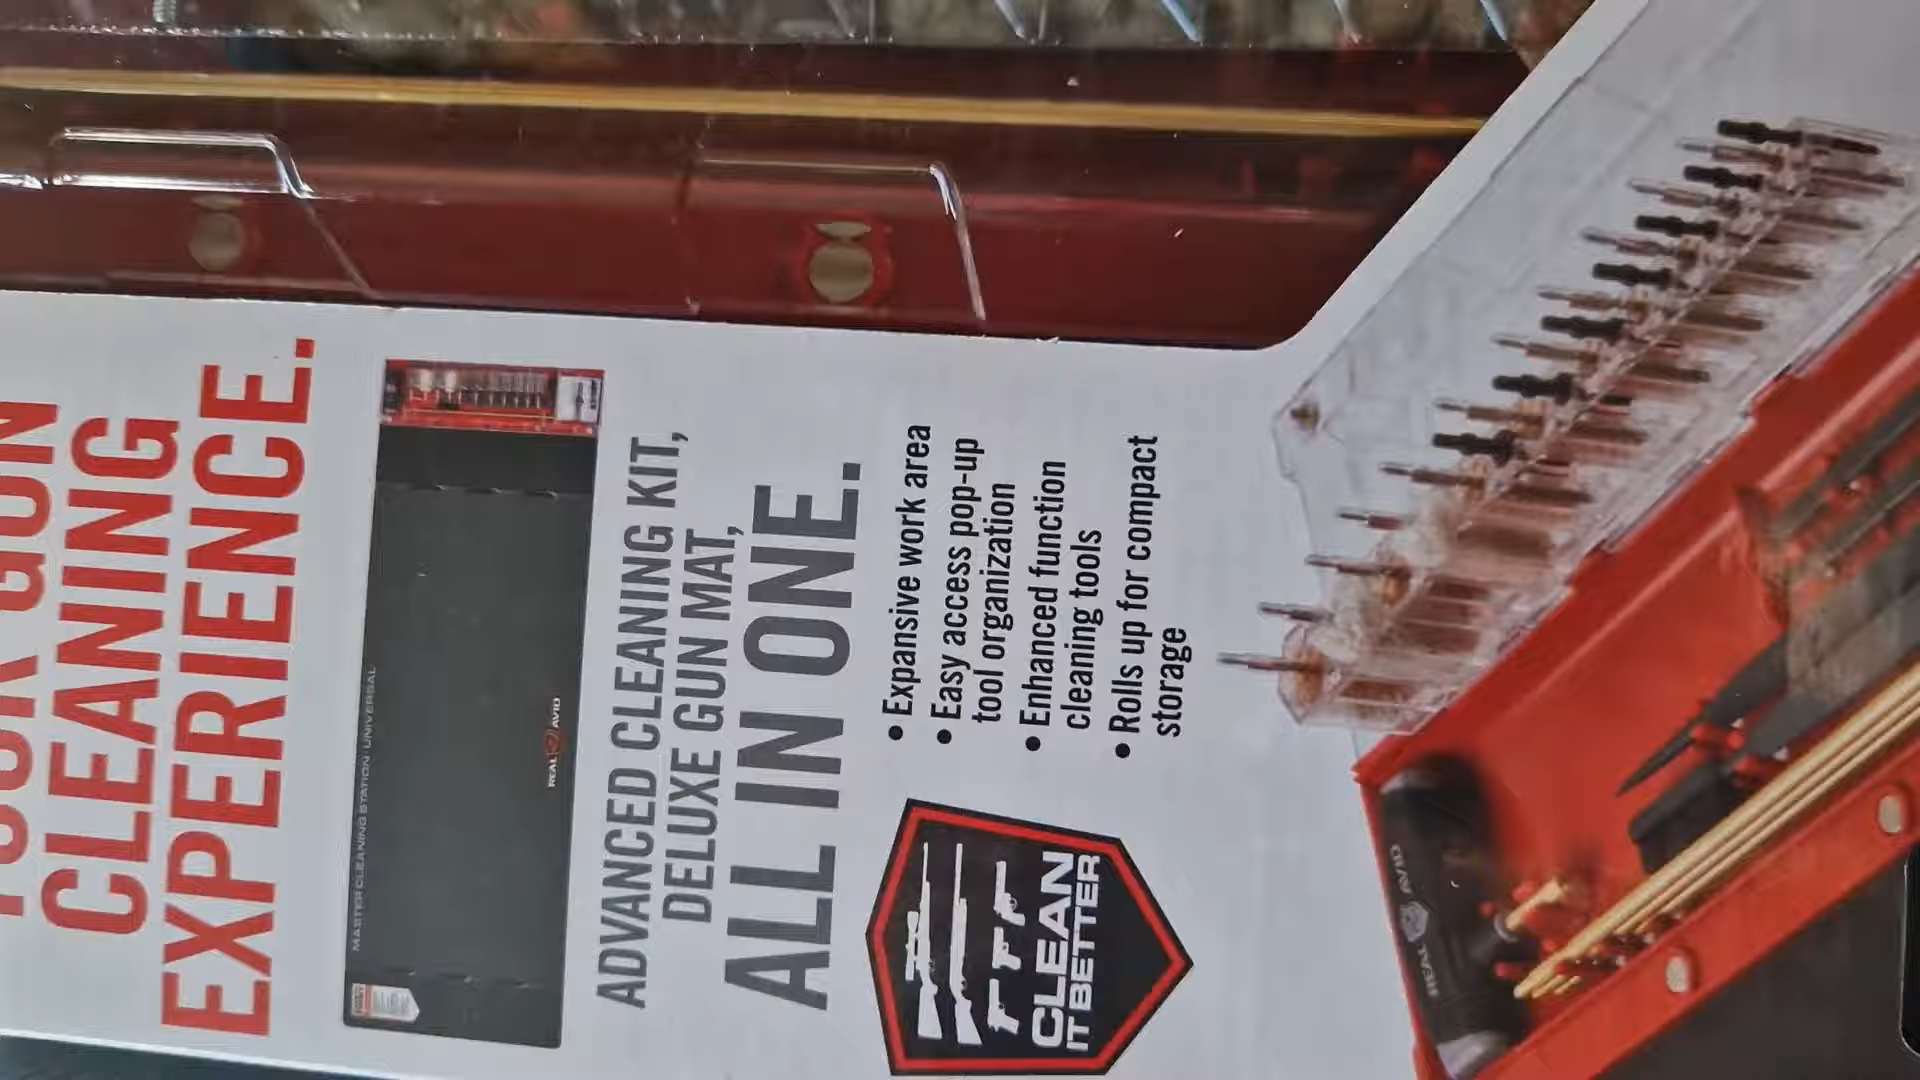 YOUR GUN
CLEANING
EXPERIENCE.
MASTER CLEANING STATION · UNIVERSAL
REAL AVID
ADVANCED CLEANING KIT,
DELUXE GUN MAT,
ALL IN ONE.
• Expansive work area
• Easy access pop-up
tool organization
• Enhanced function
cleaning tools
• Rolls up for compact
storage
CLEAN
IT BETTER
REAL AVID